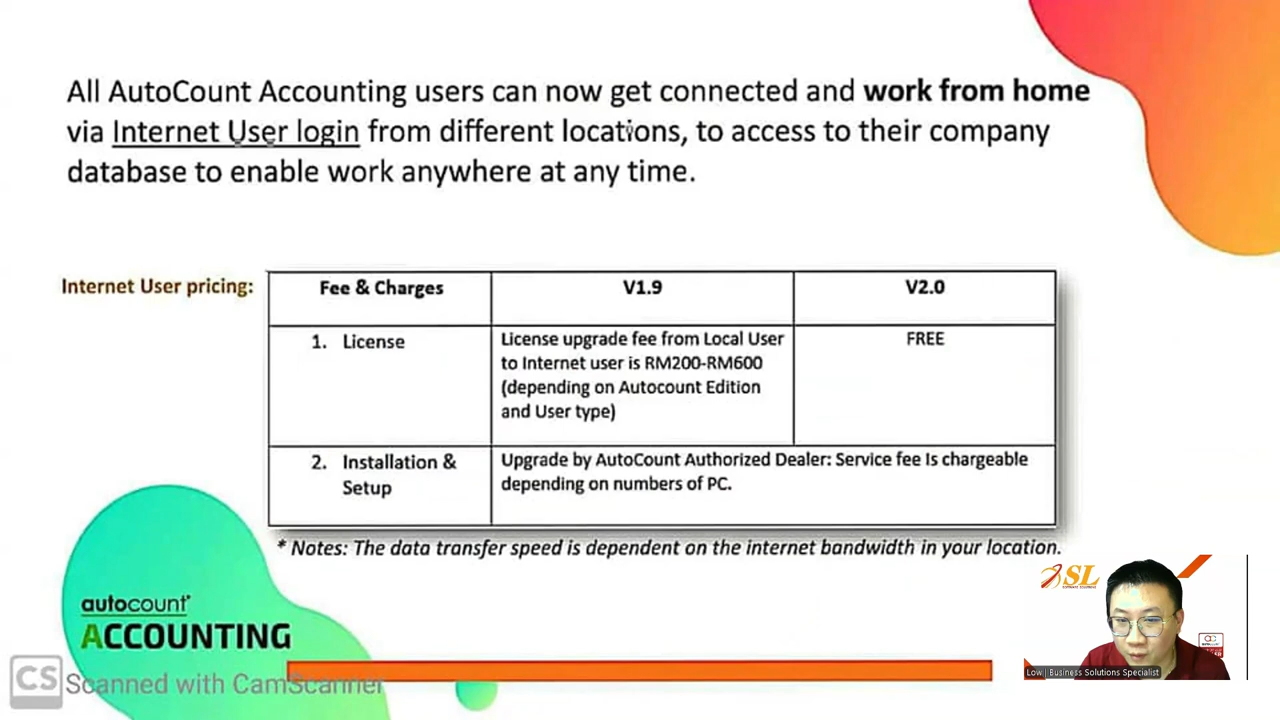 All AutoCount Accounting users can now get connected and work from home
via Internet User login from different locations, to access to their company
database to enable work anywhere at any time.
Internet User pricing:
Fee & Charges
V1.9
V2.0
1. License
License upgrade fee from Local User
to Internet user is RM200-RM600
(depending on Autocount Edition
and User type)
FREE
2. Installation &
Setup
Upgrade by AutoCount Authorized Dealer: Service fee Is chargeable
depending on numbers of PC.
* Notes: The data transfer speed is dependent on the internet bandwidth in your location.
autocount
ACCOUNTING
CS Scanned with CamScanner
SL
Low | Business Solutions Specialist